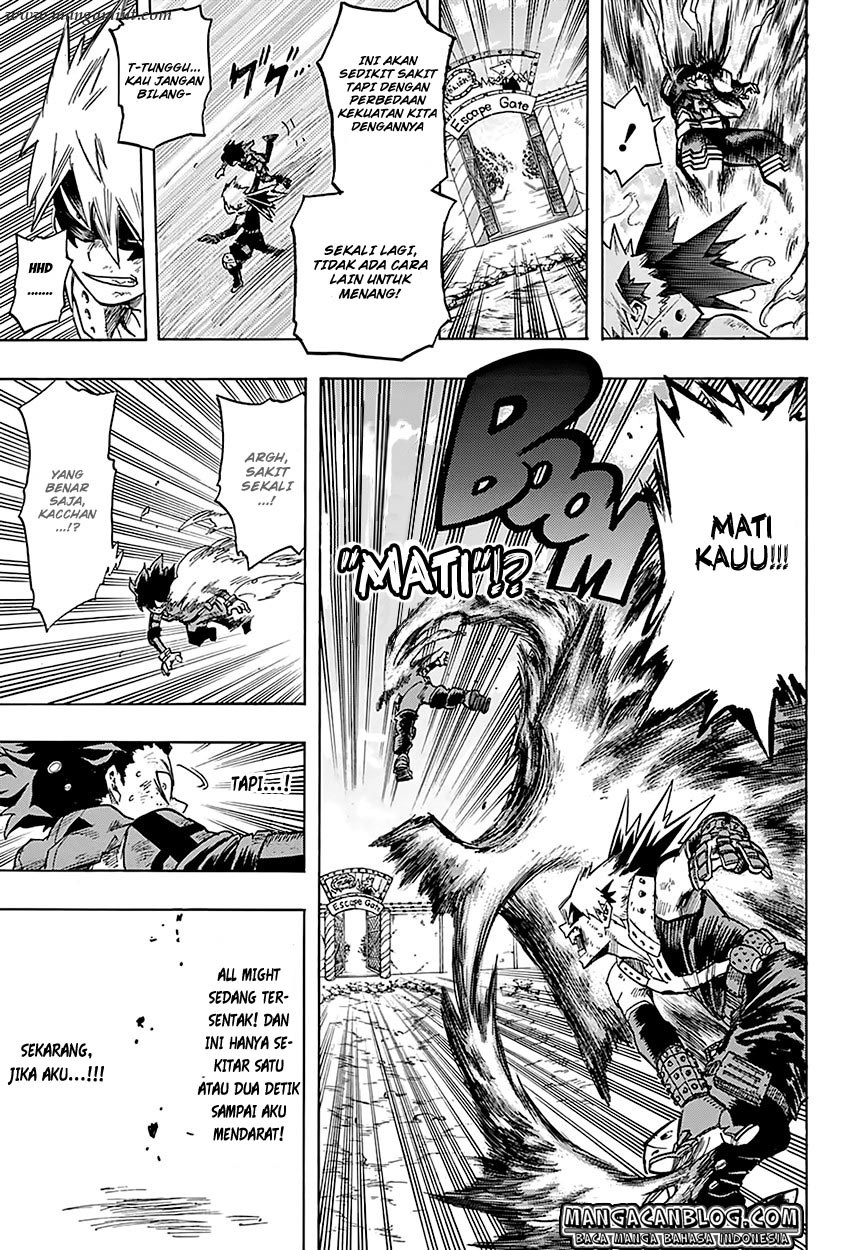 www.mangamint.com
!
INI AKAN
SEDIKIT SAKIT
TAPI DENGAN
PERBEDAAN
KEKUATAN KITA
DENGANNYA
Escape Gate
SEKALI LAGI,
TIDAK ADA CARA
LAIN UNTUK
MENANG!
T-TUNGGU...
KAU JANGAN
BILANG-
HHD
.......
MATI
KAUU!!!
BOOM
"MATI"!?
Escape Gate
ARGH,
SAKIT
SEKALI
...!
YANG
BENAR
SAJA,
KACCHAN
...!?
TAPI...!
ALL MIGHT
SEDANG TER-
SENTAK! DAN
INI HANYA SE-
KITAR SATU
ATAU DUA DETIK
SAMPAI AKU
MENDARAT!
SEKARANG,
JIKA AKU...!!!
MANGACANBLOG.COM
BACA MANGA BAHASA INDONESIA